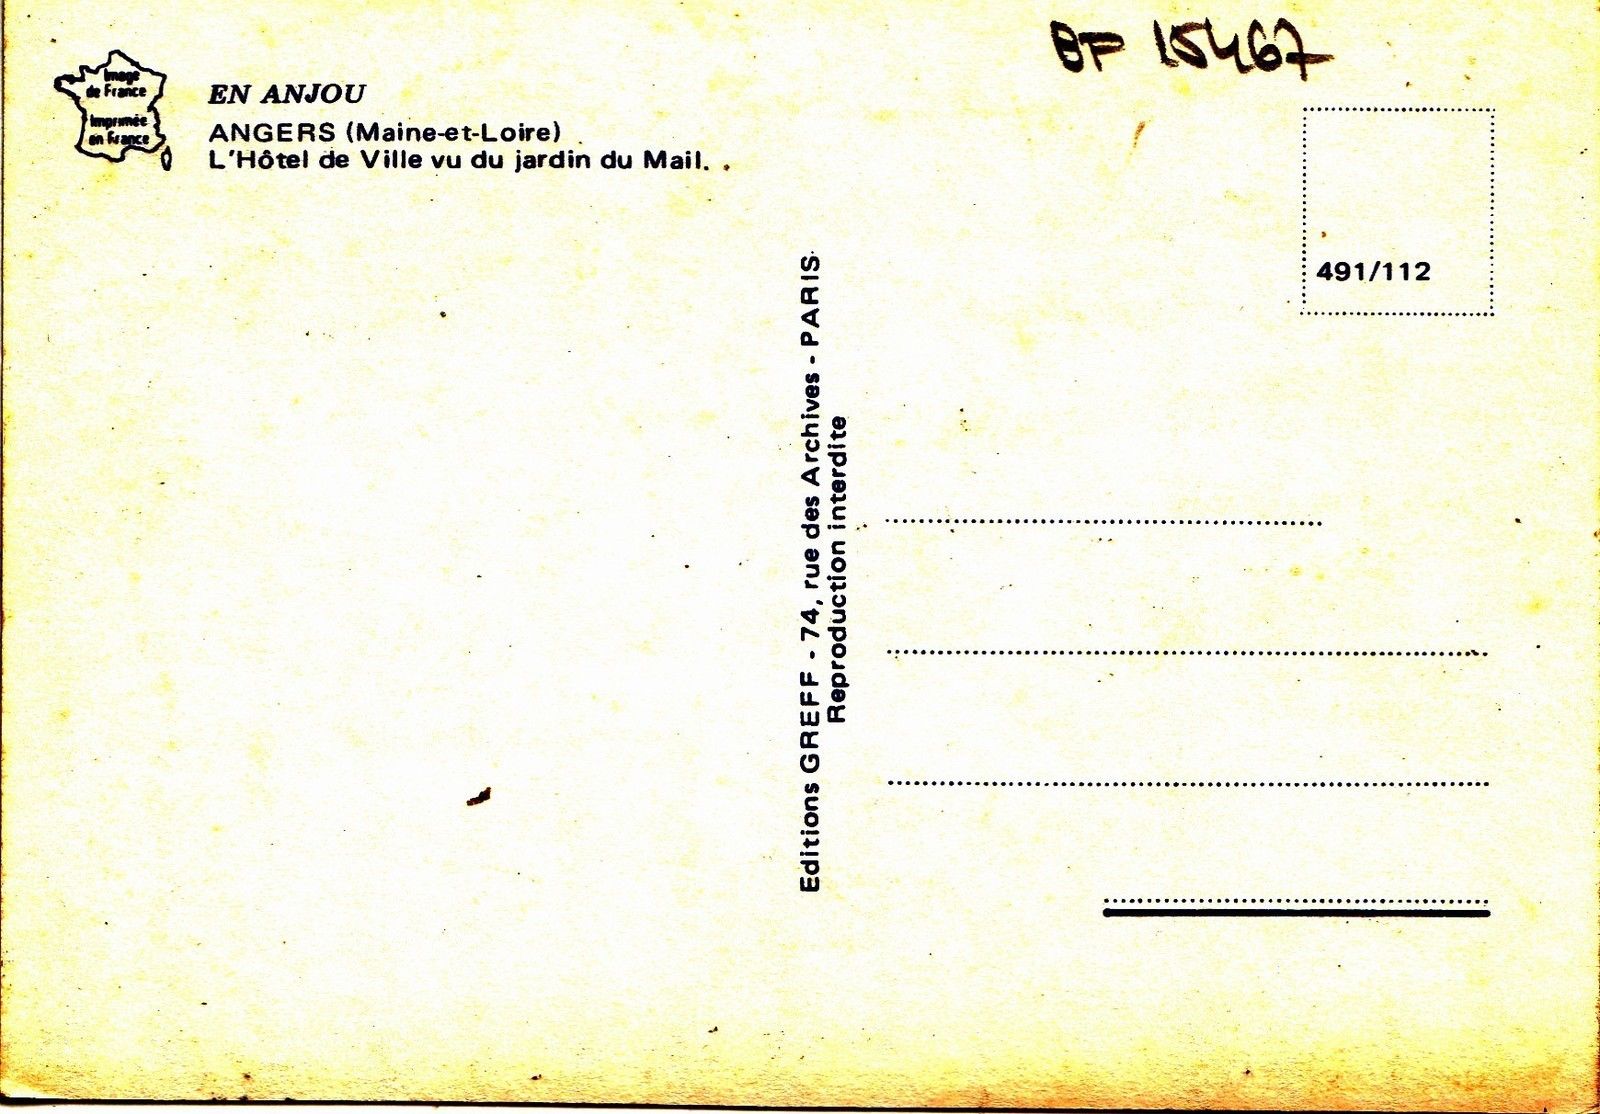 BP 15467
Image
de France
Imprimée
en France
EN ANJOU
ANGERS (Maine-et-Loire)
L'Hôtel de Ville vu du jardin du Mail.
491/112
Editions GREFF - 74, rue des Archives - PARIS
Reproduction interdite